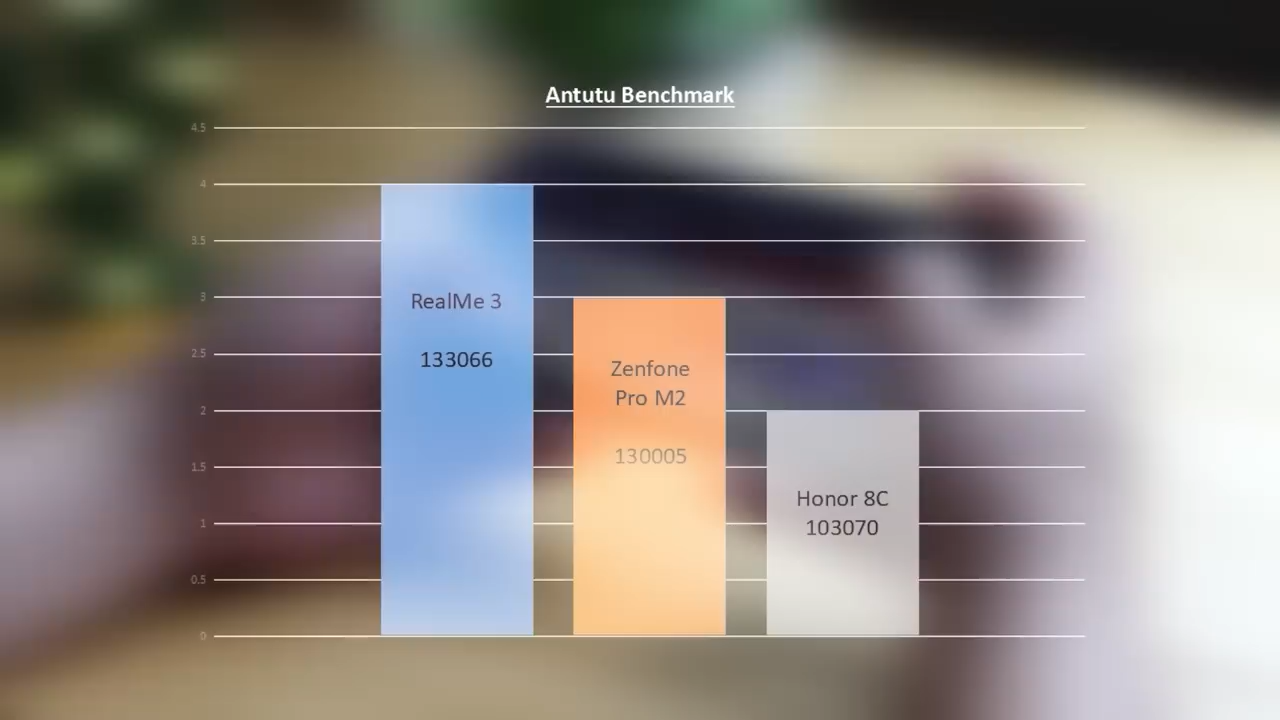 Antutu Benchmark
4.5
4
3.5
3
2.5
2
1.5
1
0.5
0
RealMe 3
133066
Zenfone
Pro M2
130005
Honor 8C
103070